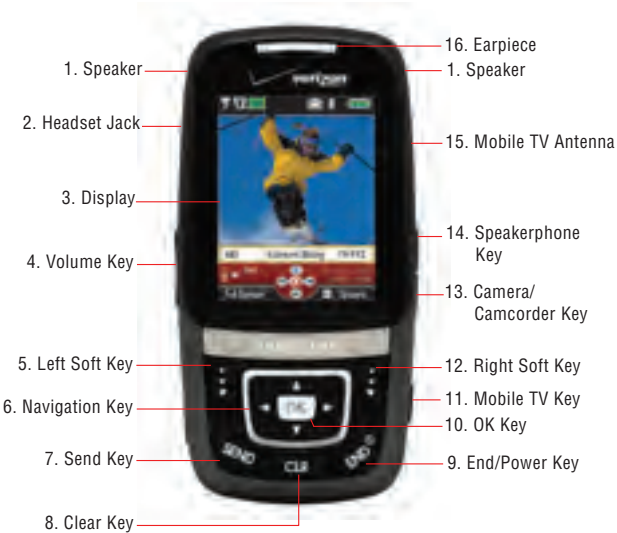 16. Earpiece
1. Speaker
1. Speaker
verizon
2. Headset Jack
15. Mobile TV Antenna
3. Display
14. Speakerphone
Key
4. Volume Key
13. Camera/
Camcorder Key
5. Left Soft Key
12. Right Soft Key
11. Mobile TV Key
6. Navigation Key
OK
10. OK Key
7. Send Key
SEND
CLR
END
9. End/Power Key
8. Clear Key